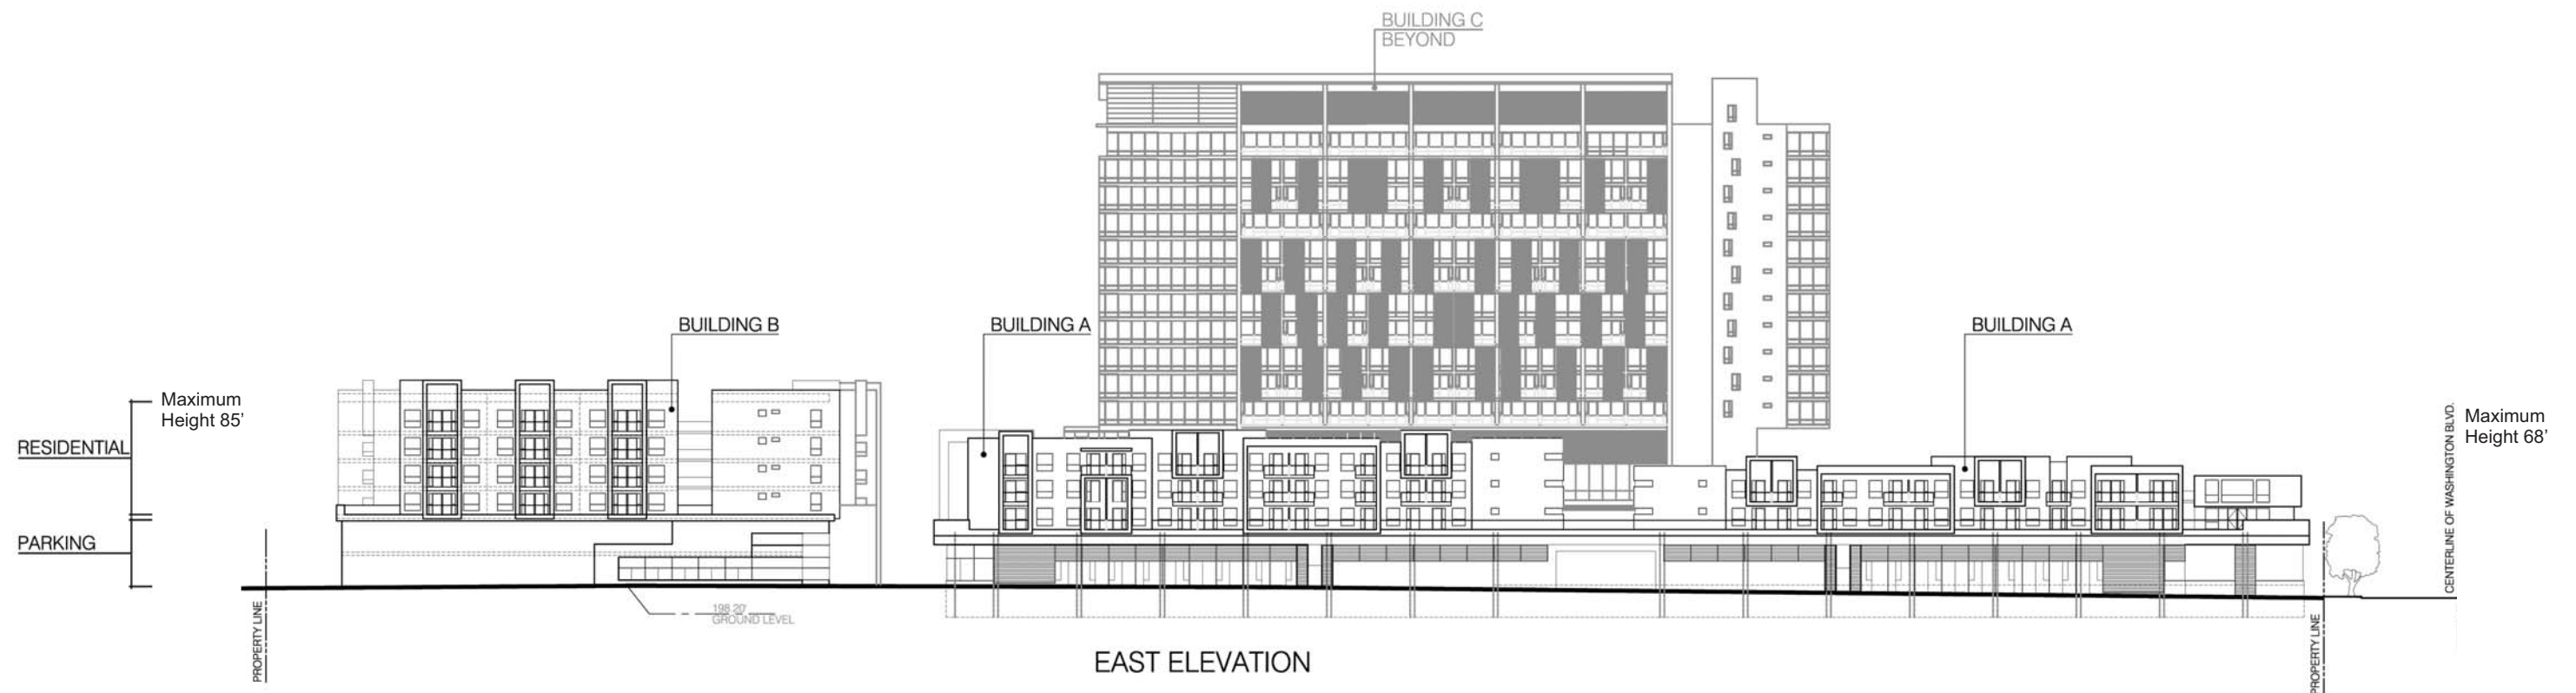 BUILDING C
BEYOND
BUILDING B
BUILDING A
BUILDING A
Maximum
Height 85’
RESIDENTIAL
PARKING
CENTERLINE OF WASHINGTON BLVD.
Maximum
Height 68’
PROPERTY LINE
198.20'
GROUND LEVEL
PROPERTY LINE
EAST ELEVATION